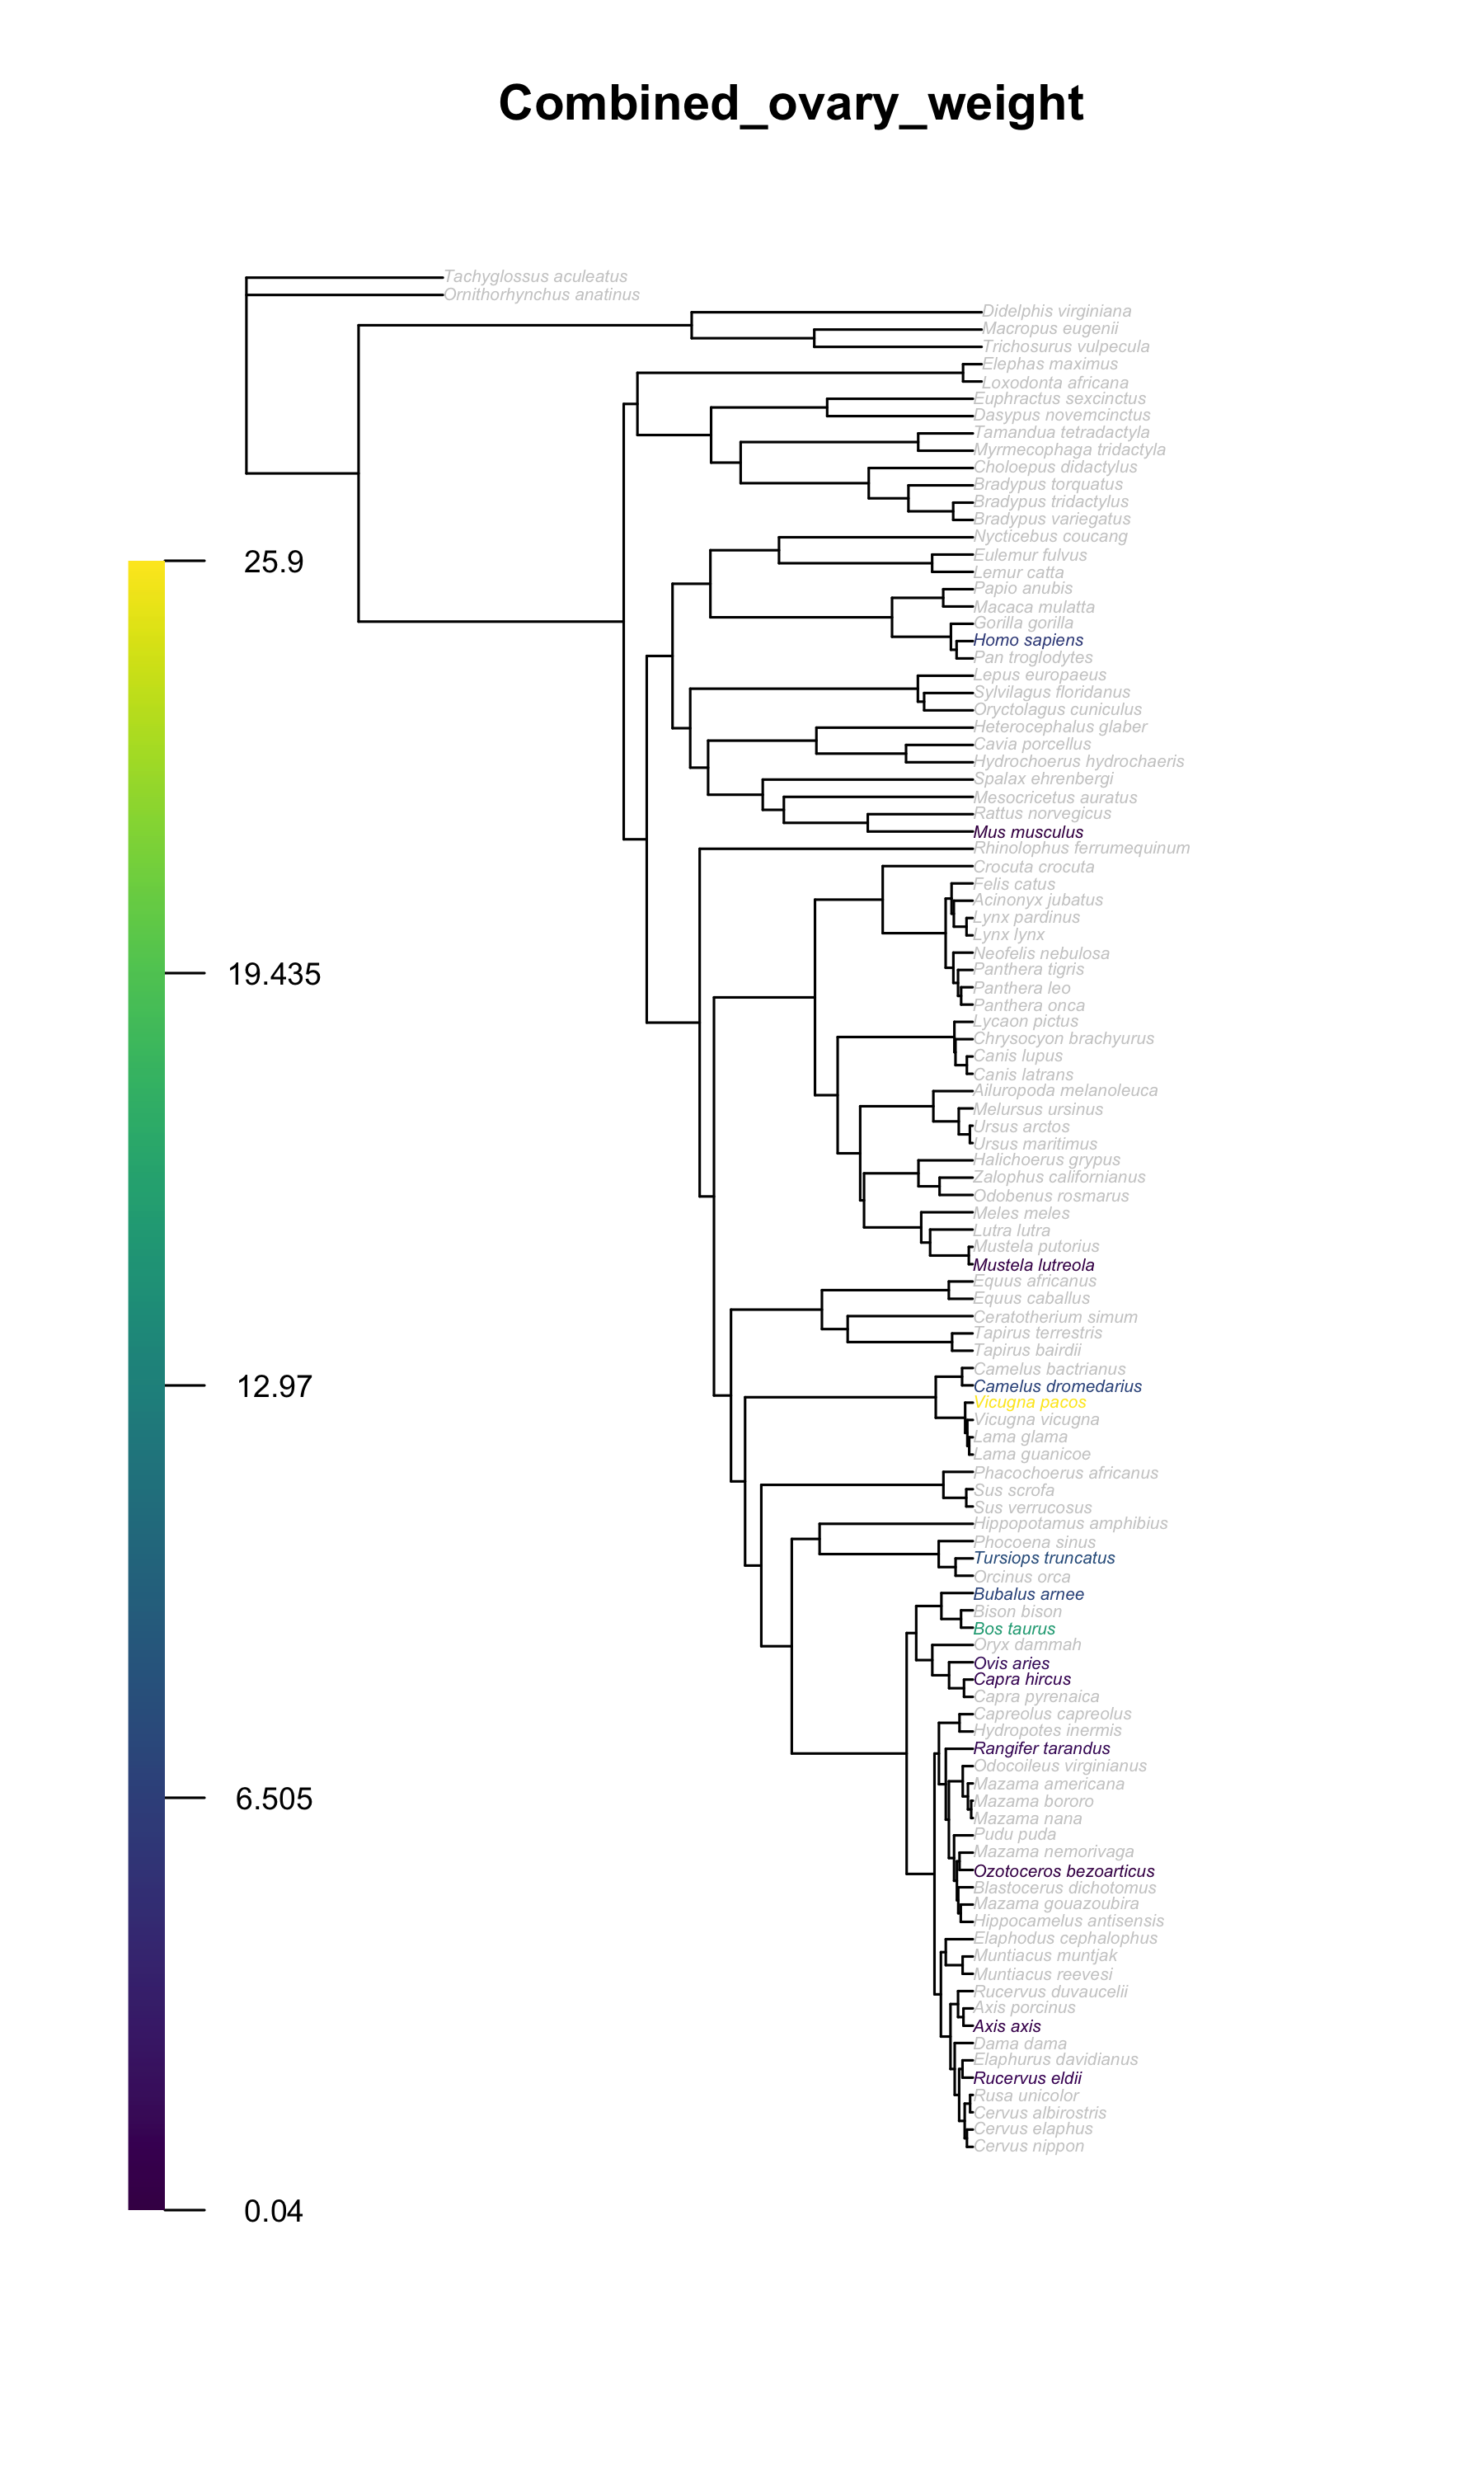 Combined_ovary_weight
Tachyglossus aculeatus
Ornithorhynchus anatinus
Didelphis virginiana
Macropus eugenii
Trichosurus vulpecula
Elephas maximus
Loxodonta africana
Euphractus sexcinctus
Dasypus novemcinctus
Tamandua tetradactyla
Myrmecophaga tridactyla
Choloepus didactylus
Bradypus torquatus
Bradypus tridactylus
Bradypus variegatus
Nycticebus coucang
Eulemur fulvus
Lemur catta
Papio anubis
Macaca mulatta
Gorilla gorilla
Homo sapiens
Pan troglodytes
Lepus europaeus
Sylvilagus floridanus
Oryctolagus cuniculus
Heterocephalus glaber
Cavia porcellus
Hydrochoerus hydrochaeris
Spalax ehrenbergi
Mesocricetus auratus
Rattus norvegicus
Mus musculus
Rhinolophus ferrumequinum
Crocuta crocuta
Felis catus
Acinonyx jubatus
Lynx pardinus
Lynx lynx
Neofelis nebulosa
Panthera tigris
Panthera leo
Panthera onca
Lycaon pictus
Chrysocyon brachyurus
Canis lupus
Canis latrans
Ailuropoda melanoleuca
Melursus ursinus
Ursus arctos
Ursus maritimus
Halichoerus grypus
Zalophus californianus
Odobenus rosmarus
Meles meles
Lutra lutra
Mustela putorius
Mustela lutreola
Equus africanus
Equus caballus
Ceratotherium simum
Tapirus terrestris
Tapirus bairdii
Camelus bactrianus
Camelus dromedarius
Vicugna pacos
Vicugna vicugna
Lama glama
Lama guanicoe
Phacochoerus africanus
Sus scrofa
Sus verrucosus
Hippopotamus amphibius
Phocoena sinus
Tursiops truncatus
Orcinus orca
Bubalus arnee
Bison bison
Bos taurus
Oryx dammah
Ovis aries
Capra hircus
Capra pyrenaica
Capreolus capreolus
Hydropotes inermis
Rangifer tarandus
Odocoileus virginianus
Mazama americana
Mazama bororo
Mazama nana
Pudu puda
Mazama nemorivaga
Ozotoceros bezoarticus
Blastocerus dichotomus
Mazama gouazoubira
Hippocamelus antisensis
Elaphodus cephalophus
Muntiacus muntjak
Muntiacus reevesi
Rucervus duvaucelii
Axis porcinus
Axis axis
Dama dama
Elaphurus davidianus
Rucervus eldii
Rusa unicolor
Cervus albirostris
Cervus elaphus
Cervus nippon
25.9
19.435
12.97
6.505
0.04